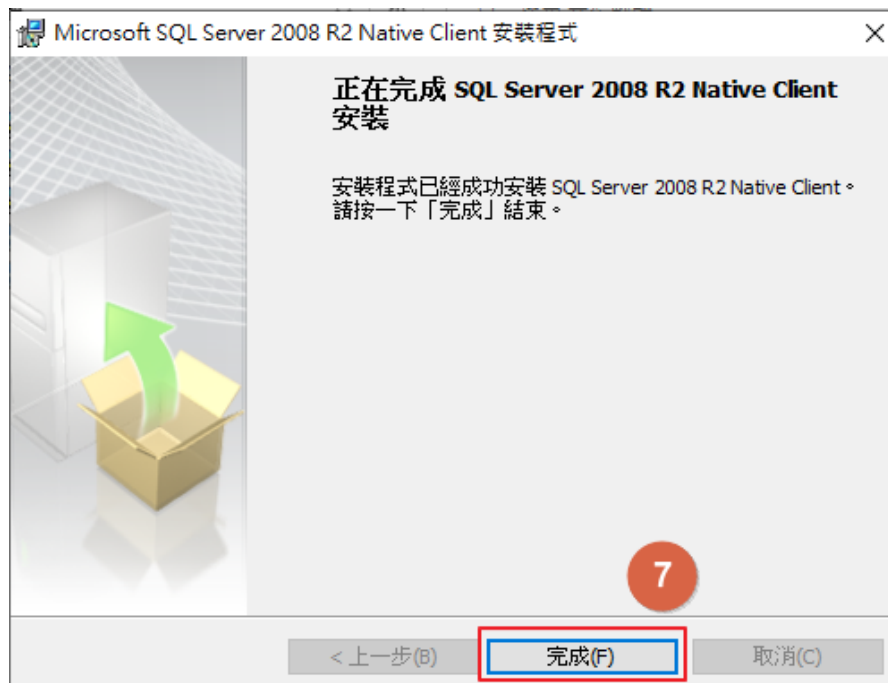 Microsoft SQL Server 2008 R2 Native Client 安裝程式
正在完成 SQL Server 2008 R2 Native Client
安裝
安裝程式已經成功安裝 SQL Server 2008 R2 Native Client。
請按一下「完成」結束。
7
< 上一步(B)
完成(F)
取消(C)